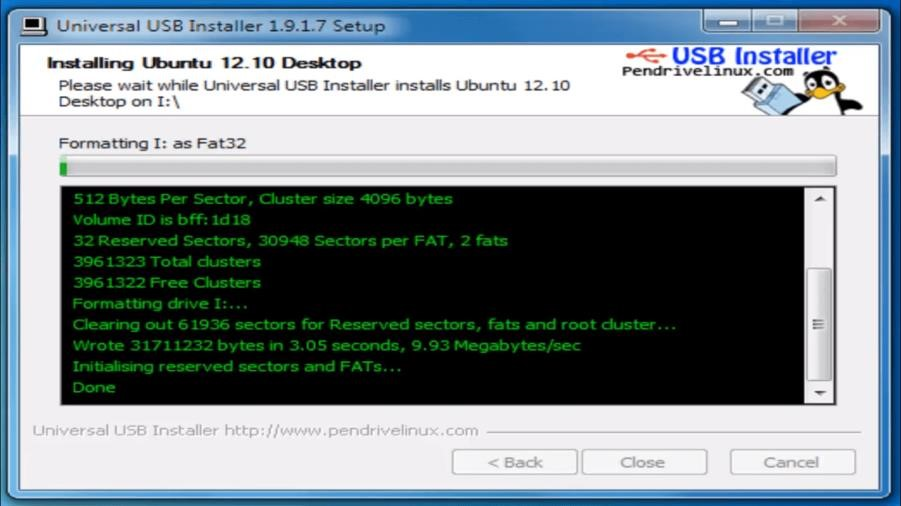 Universal USB Installer 1.9.1.7 Setup
Installing Ubuntu 12.10 Desktop
Please wait while Universal USB Installer installs Ubuntu 12.10
Desktop on I:\
USB Installer
Pendrivelinux.com
Formatting I: as Fat32
512 Bytes Per Sector, Cluster size 4096 bytes
Volume ID is bff:1d18
32 Reserved Sectors, 30948 Sectors per FAT, 2 fats
3961323 Total clusters
3961322 Free Clusters
Formatting drive I:...
Clearing out 61936 sectors for Reserved sectors, fats and root cluster...
Wrote 31711232 bytes in 3.05 seconds, 9.93 Megabytes/sec
Initialising reserved sectors and FATs...
Done
Universal USB Installer http://www.pendrivelinux.com
< Back Close Cancel